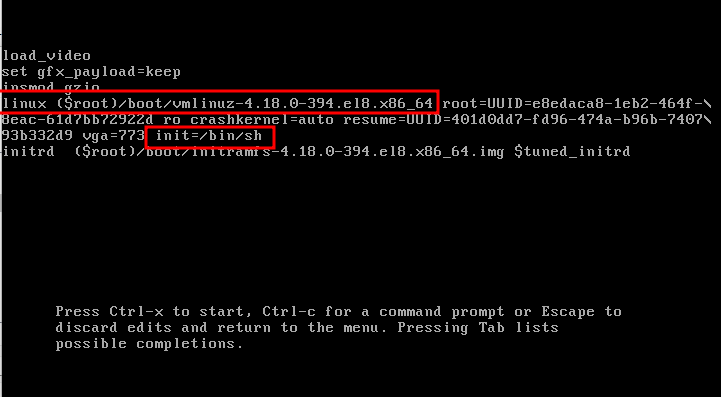 load_video
set gfx_payload=keep
insmod gzio
linux ($root)/boot/vmlinuz-4.18.0-394.el8.x86_64 root=UUID=e8edaca8-1eb2-464f-\
8eac-61d7bb72922d ro crashkernel=auto resume=UUID=401d0dd7-fd96-474a-b96b-7407\
93b332d9 vga=773 init=/bin/sh
initrd  ($root)/boot/initramfs-4.18.0-394.el8.x86_64.img $tuned_initrd
Press Ctrl-x to start, Ctrl-c for a command prompt or Escape to
discard edits and return to the menu. Pressing Tab lists
possible completions.